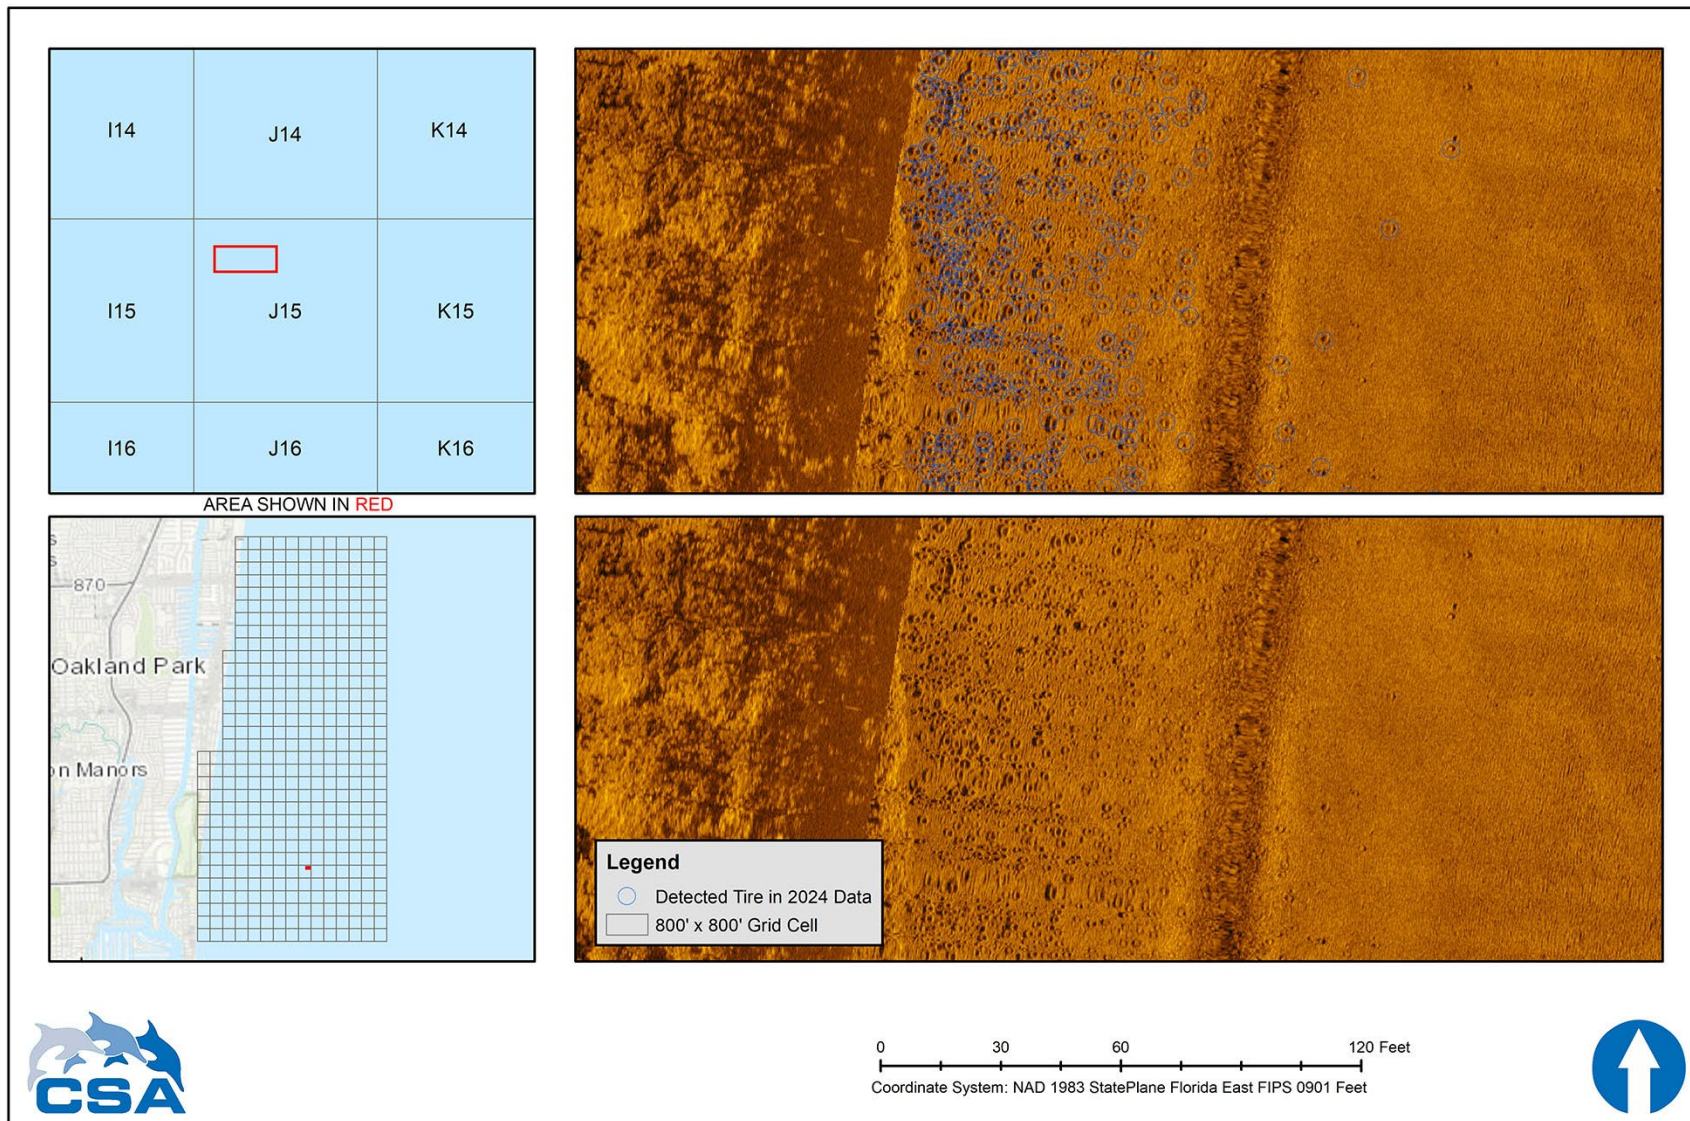 I14
J14
K14
I15
J15
K15
I16
J16
K16
AREA SHOWN IN RED
s
s
870
Oakland Park
on Manors
Legend
Detected Tire in 2024 Data
800' x 800' Grid Cell
CSA
0 30 60 120 Feet
Coordinate System: NAD 1983 StatePlane Florida East FIPS 0901 Feet